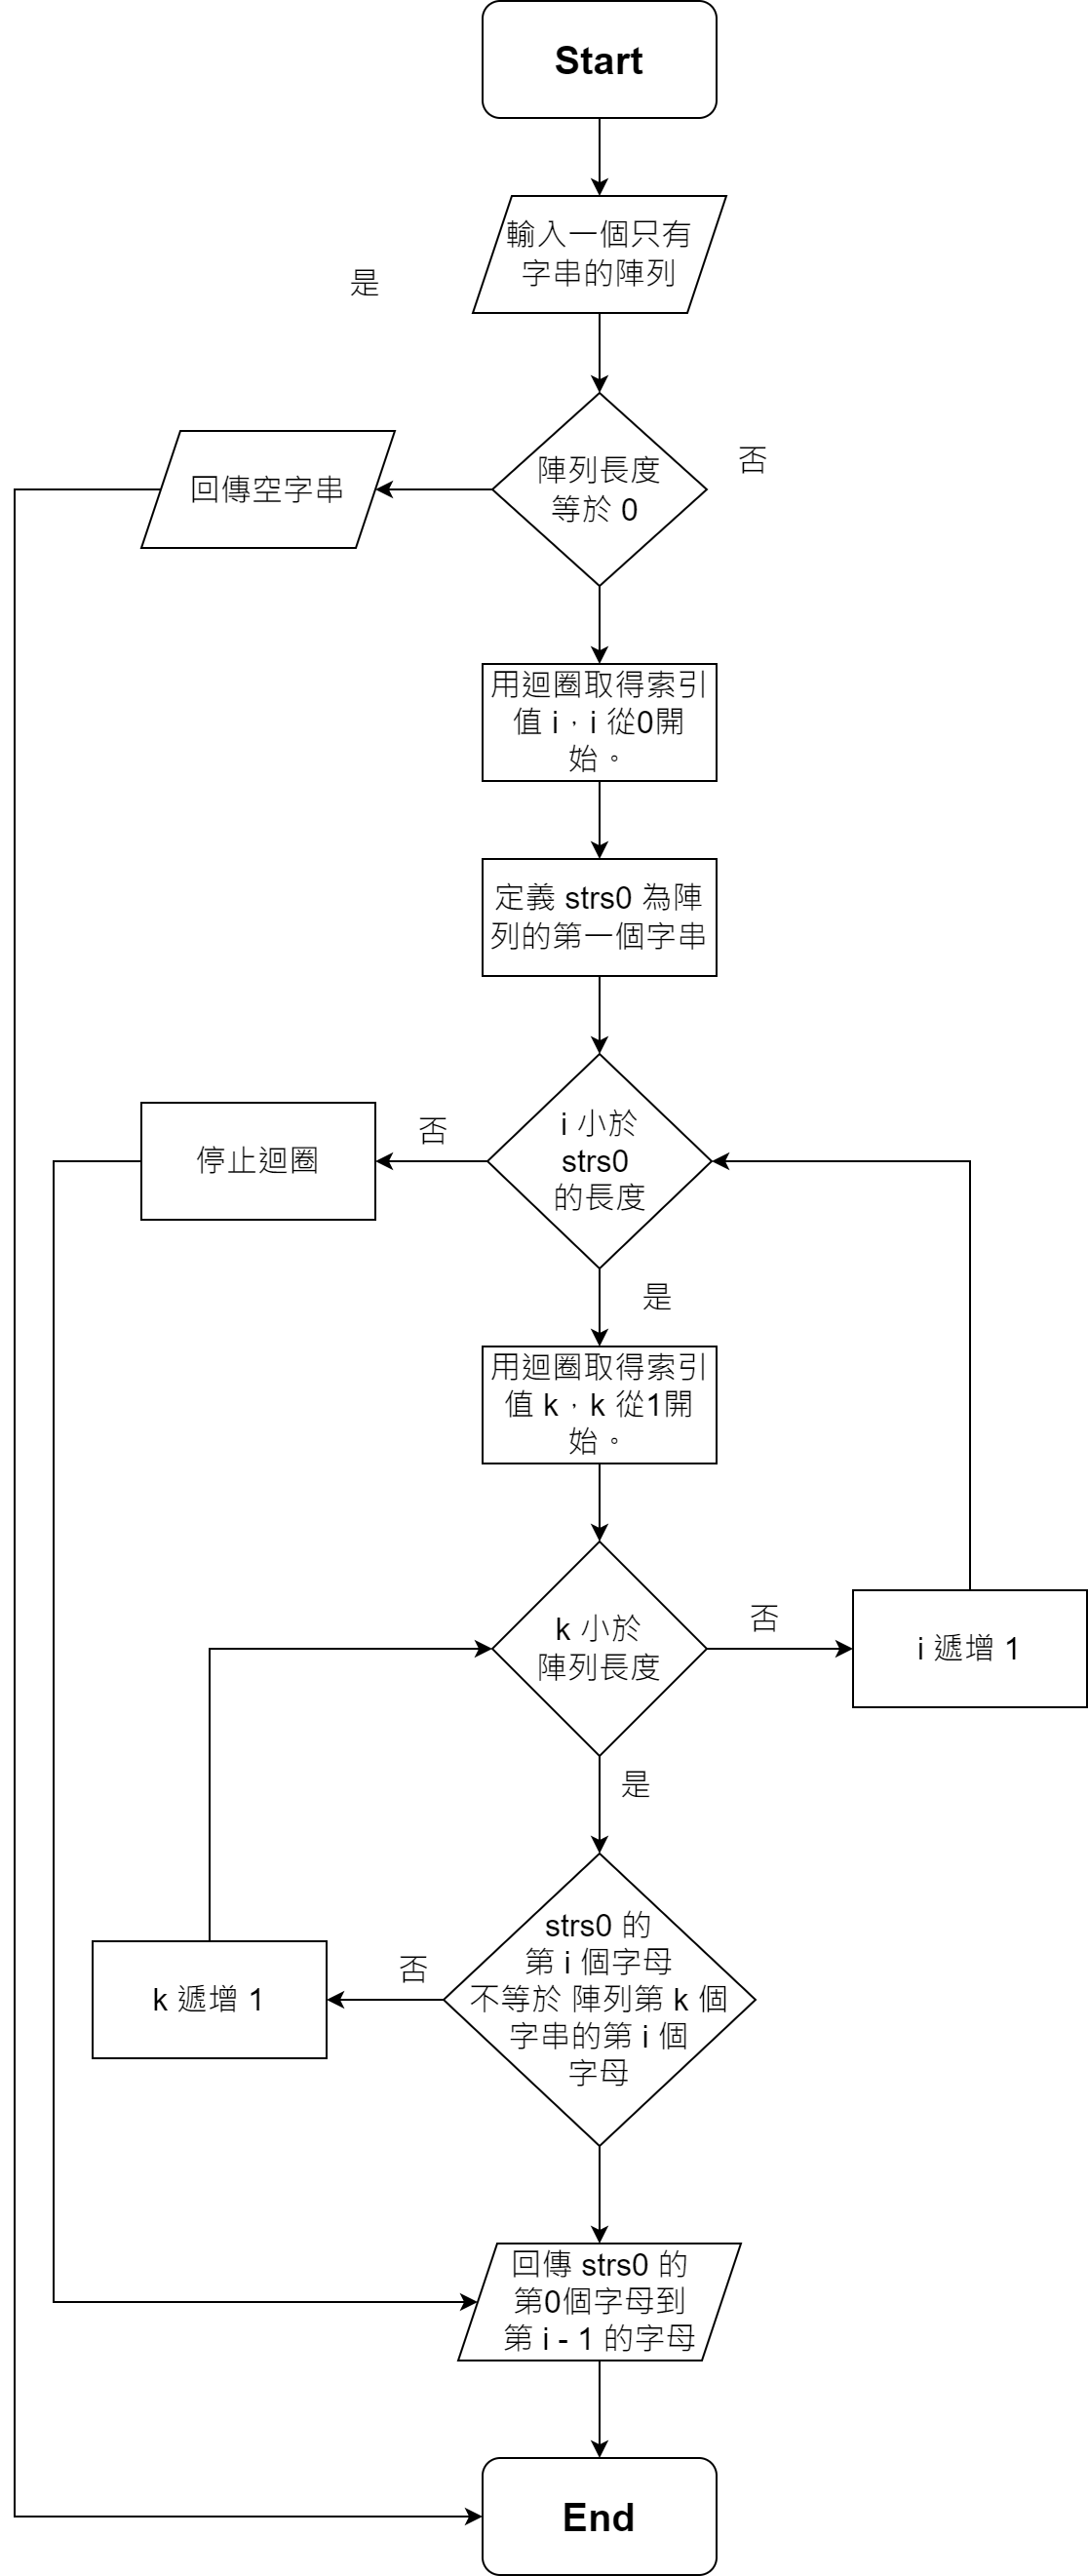 Start
輸入一個只有
字串的陣列
是
陣列長度
等於 0
否
回傳空字串
用迴圈取得索引
值 i，i 從0開
始。
定義 strs0 為陣
列的第一個字串
i 小於
strs0
的長度
否
停止迴圈
是
用迴圈取得索引
值 k，k 從1開
始。
k 小於
陣列長度
否
i 遞增 1
是
strs0 的
第 i 個字母
不等於 陣列第 k 個
字串的第 i 個
字母
否
k 遞增 1
回傳 strs0 的
第0個字母到
第 i - 1 的字母
End